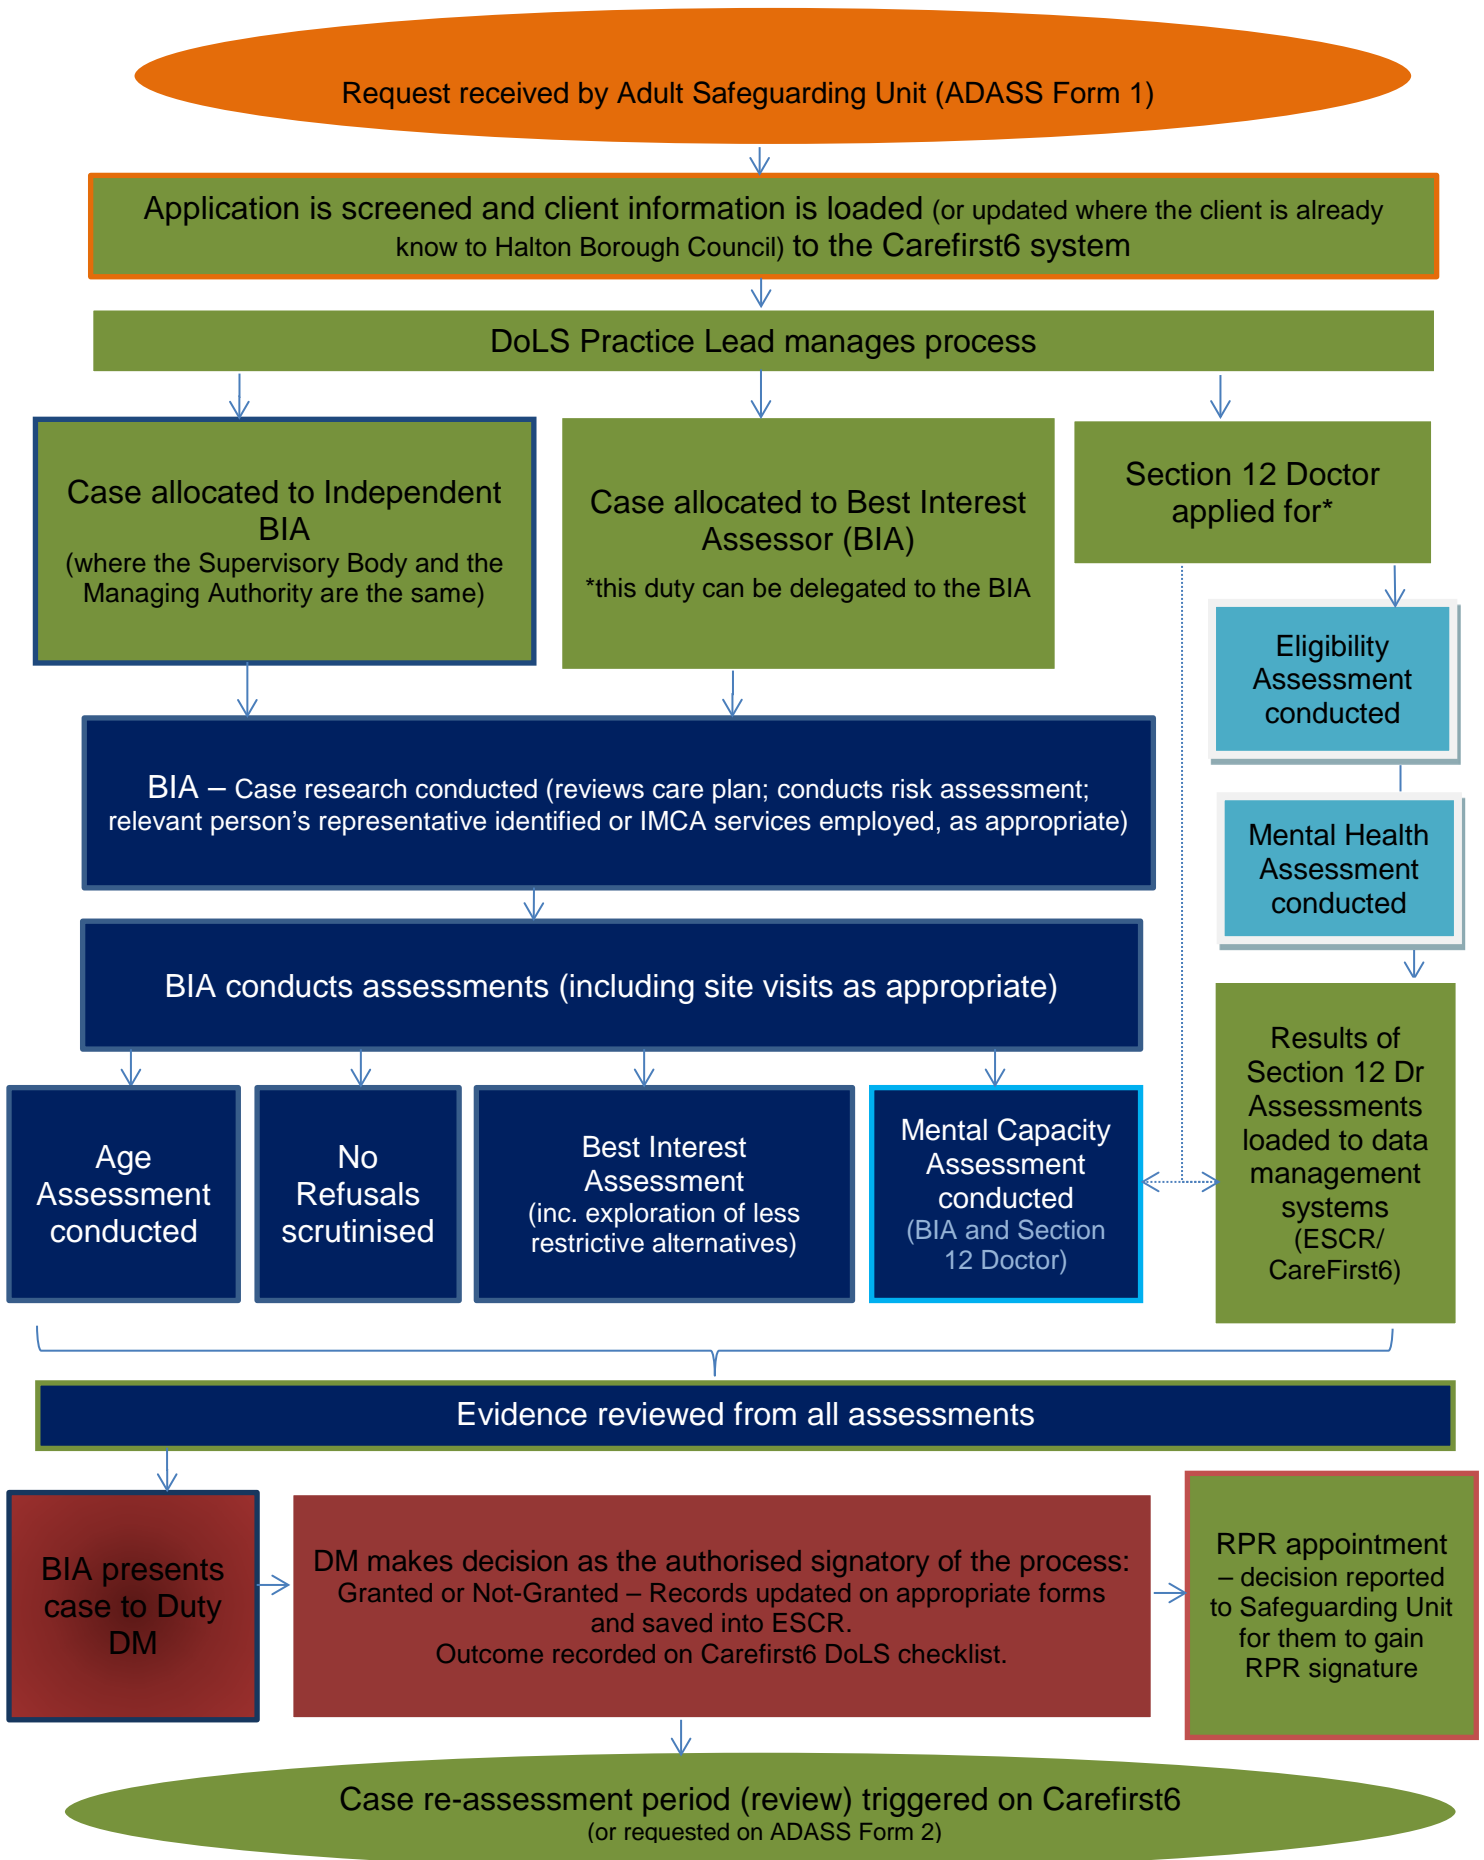 Request received by Adult Safeguarding Unit (ADASS Form 1)
Application is screened and client information is loaded (or updated where the client is already
know to Halton Borough Council) to the Carefirst6 system
DoLS Practice Lead manages process
Case allocated to Independent
BIA
(where the Supervisory Body and the
Managing Authority are the same)
Case allocated to Best Interest
Assessor (BIA)
*this duty can be delegated to the BIA
Section 12 Doctor
applied for*
Eligibility
Assessment
conducted
Mental Health
Assessment
conducted
BIA – Case research conducted (reviews care plan; conducts risk assessment;
relevant person's representative identified or IMCA services employed, as appropriate)
BIA conducts assessments (including site visits as appropriate)
Age
Assessment
conducted
No
Refusals
scrutinised
Best Interest
Assessment
(inc. exploration of less
restrictive alternatives)
Mental Capacity
Assessment
conducted
(BIA and Section
12 Doctor)
Results of
Section 12 Dr
Assessments
loaded to data
management
systems
(ESCR/
CareFirst6)
Evidence reviewed from all assessments
BIA presents
case to Duty
DM
DM makes decision as the authorised signatory of the process:
Granted or Not-Granted – Records updated on appropriate forms
and saved into ESCR.
Outcome recorded on Carefirst6 DoLS checklist.
RPR appointment
– decision reported
to Safeguarding Unit
for them to gain
RPR signature
Case re-assessment period (review) triggered on Carefirst6
(or requested on ADASS Form 2)